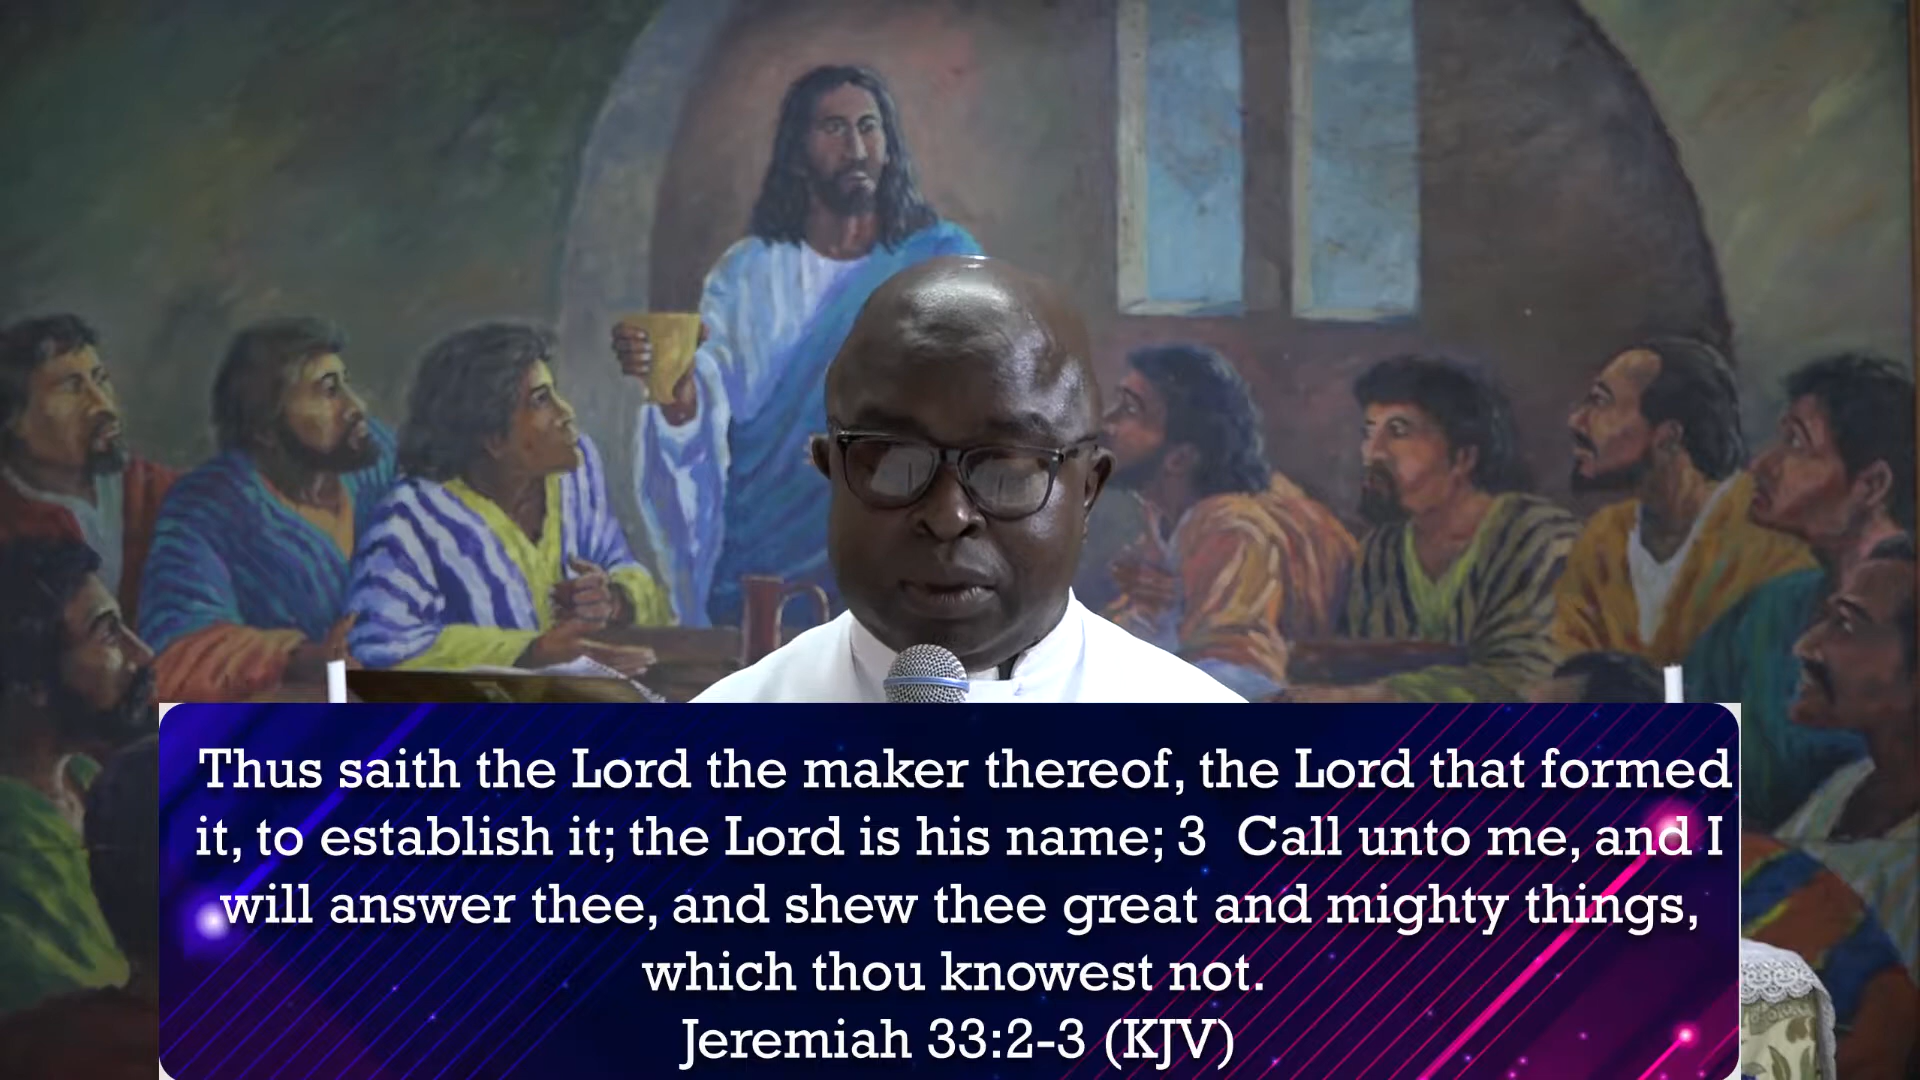 Thus saith the Lord the maker thereof, the Lord that formed
it, to establish it; the Lord is his name; 3 Call unto me, and I
will answer thee, and shew thee great and mighty things,
which thou knowest not.
Jeremiah 33:2-3 (KJV)